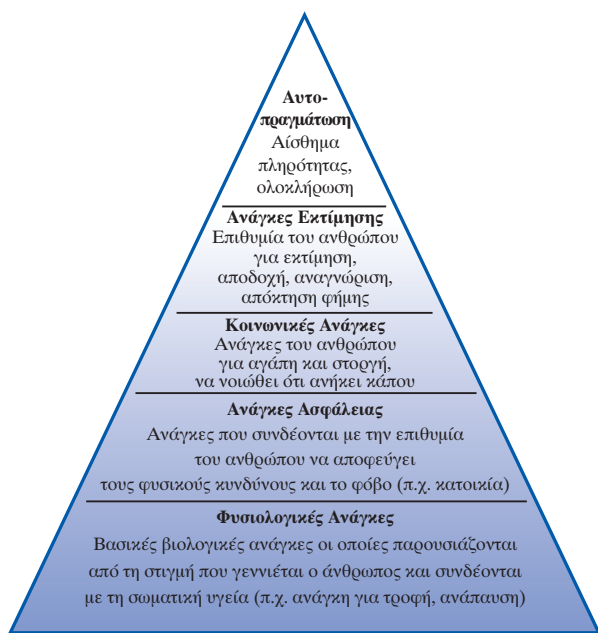 Αυτο-
πραγμάτωση
Αίσθημα
πληρότητας,
ολοκλήρωση
Ανάγκες Εκτίμησης
Επιθυμία του ανθρώπου
για εκτίμηση,
αποδοχή, αναγνώριση,
απόκτηση φήμης
Κοινωνικές Ανάγκες
Ανάγκες του ανθρώπου
για αγάπη και στοργή,
να νοιώθει ότι ανήκει κάπου
Ανάγκες Ασφάλειας
Ανάγκες που συνδέονται με την επιθυμία
του ανθρώπου να αποφεύγει
τους φυσικούς κυνδύνους και το φόβο (π.χ. κατοικία)
Φυσιολογικές Ανάγκες
Βασικές βιολογικές ανάγκες οι οποίες παρουσιάζονται
από τη στιγμή που γεννιέται ο άνθρωπος και συνδέονται
με τη σωματική υγεία (π.χ. ανάγκη για τροφή, ανάπαυση)